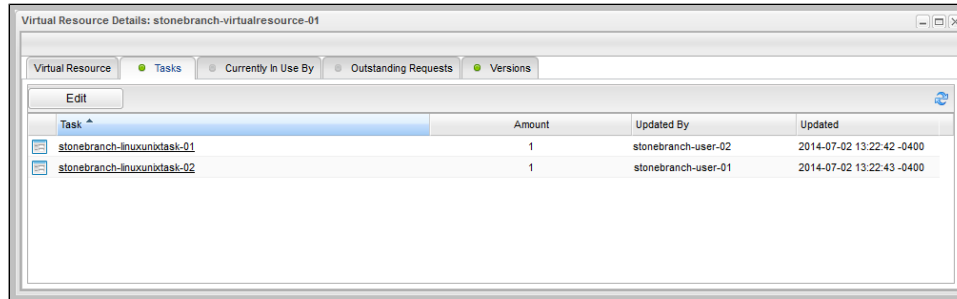 Virtual Resource Details: stonebranch-virtualresource-01
Virtual Resource Tasks Currently In Use By Outstanding Requests Versions
Edit
Task Amount Updated By Updated
stonebranch-linuxunixtask-01 1 stonebranch-user-02 2014-07-02 13:22:42 -0400
stonebranch-linuxunixtask-02 1 stonebranch-user-01 2014-07-02 13:22:43 -0400